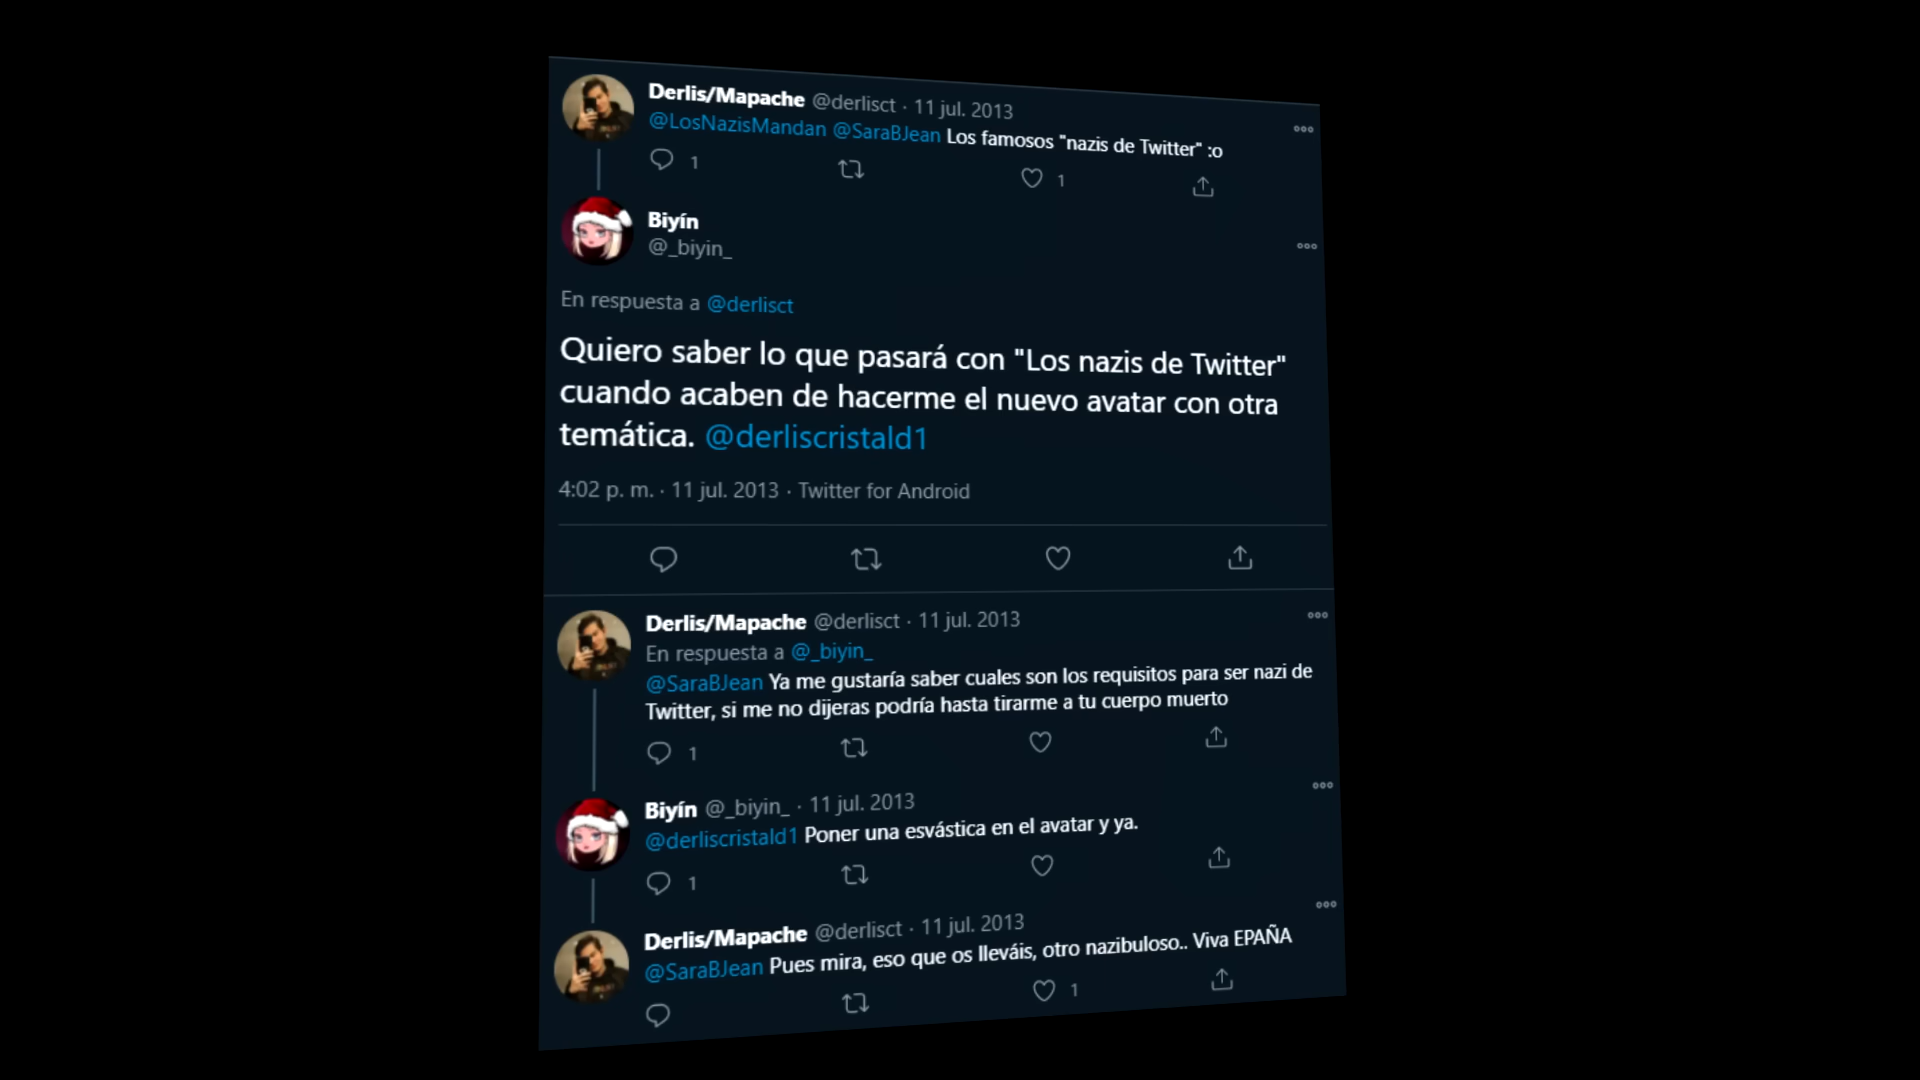 Derlis/Mapache @derlisct · 11 jul. 2013
@LosNazisMandan @SaraBJean Los famosos "nazis de Twitter" :o
1
1
Biyín
@_biyin_
En respuesta a @derlisct
Quiero saber lo que pasará con "Los nazis de Twitter"
cuando acaben de hacerme el nuevo avatar con otra
temática. @derliscristald1
4:02 p. m. · 11 jul. 2013 · Twitter for Android
Derlis/Mapache @derlisct · 11 jul. 2013
En respuesta a @_biyin_
@SaraBJean Ya me gustaría saber cuales son los requisitos para ser nazi de
Twitter, si me no dijeras podría hasta tirarme a tu cuerpo muerto
1
Biyín @_biyin_ · 11 jul. 2013
@derliscristald1 Poner una esvástica en el avatar y ya.
1
Derlis/Mapache @derlisct · 11 jul. 2013
@SaraBJean Pues mira, eso que os lleváis, otro nazibuloso.. Viva EPAÑA
1